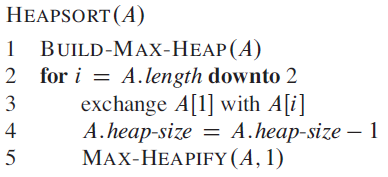 HEAPSORT(A)
1 BUILD-MAX-HEAP(A)
2 for i = A.length downto 2
3 exchange A[1] with A[i]
4 A.heap-size = A.heap-size − 1
5 MAX-HEAPIFY(A, 1)